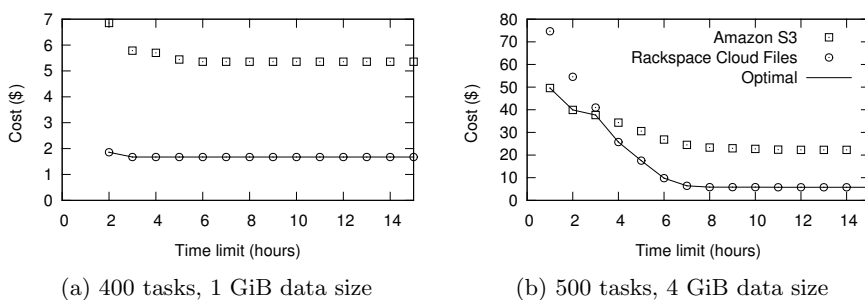 7
6
5
4
3
2
1
0
Cost ($)
0 2 4 6 8 10 12 14
Time limit (hours)
(a) 400 tasks, 1 GiB data size
80
70
60
50
40
30
20
10
0
Cost ($)
Amazon S3
Rackspace Cloud Files
Optimal
0 2 4 6 8 10 12 14
Time limit (hours)
(b) 500 tasks, 4 GiB data size